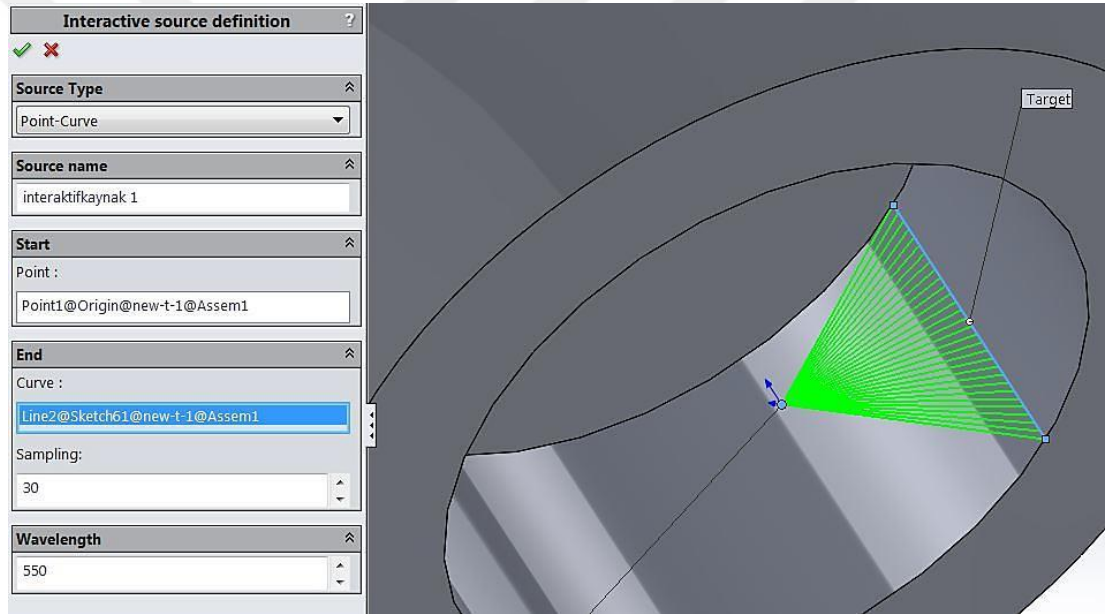 Interactive source definition ?
Source Type
Point-Curve
Source name
interaktifkaynak 1
Start
Point :
Point1@Origin@new-t-1@Assem1
End
Curve :
Line2@Sketch61@new-t-1@Assem1
Sampling:
30
Wavelength
550
Target